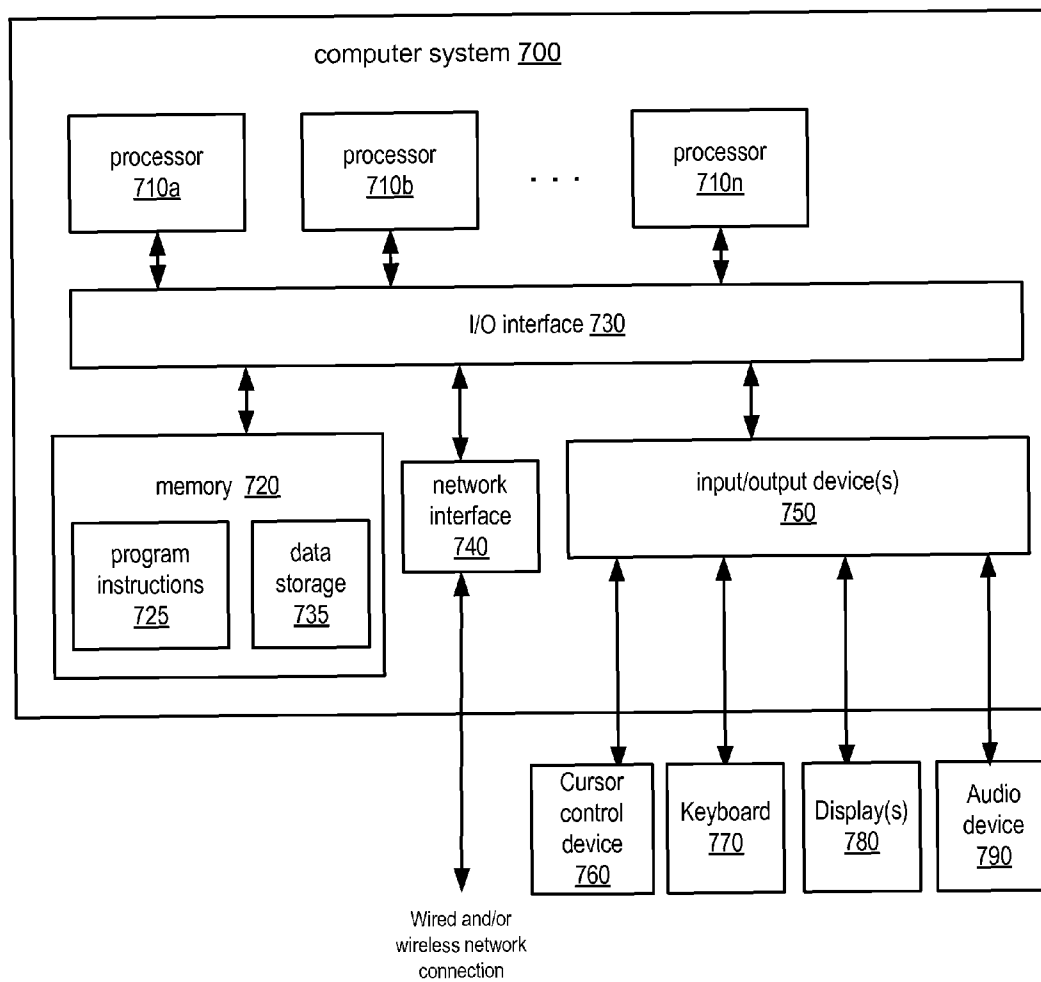 computer system 700
processor
710a
processor
710b
. . .
processor
710n
I/O interface 730
memory 720
program
instructions
725
data
storage
735
network
interface
740
input/output device(s)
750
Cursor
control
device
760
Keyboard
770
Display(s)
780
Audio
device
790
Wired and/or
wireless network
connection